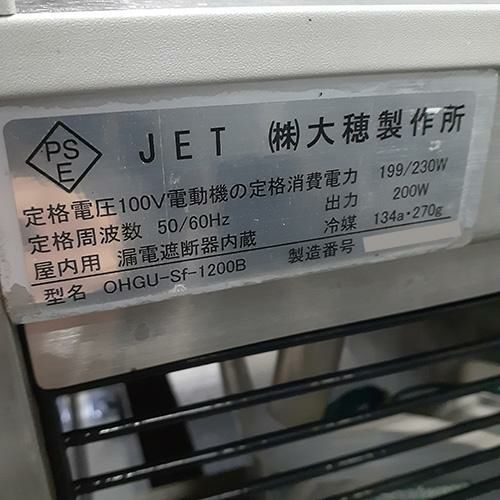 PS E JET ㈱大穂製作所
定格電圧100V電動機の定格消費電力 199/230W
定格周波数 50/60Hz 出力 200W
屋内用 漏電遮断器内蔵 冷媒 134a・270g
型名 OHGU-Sf-1200B 製造番号